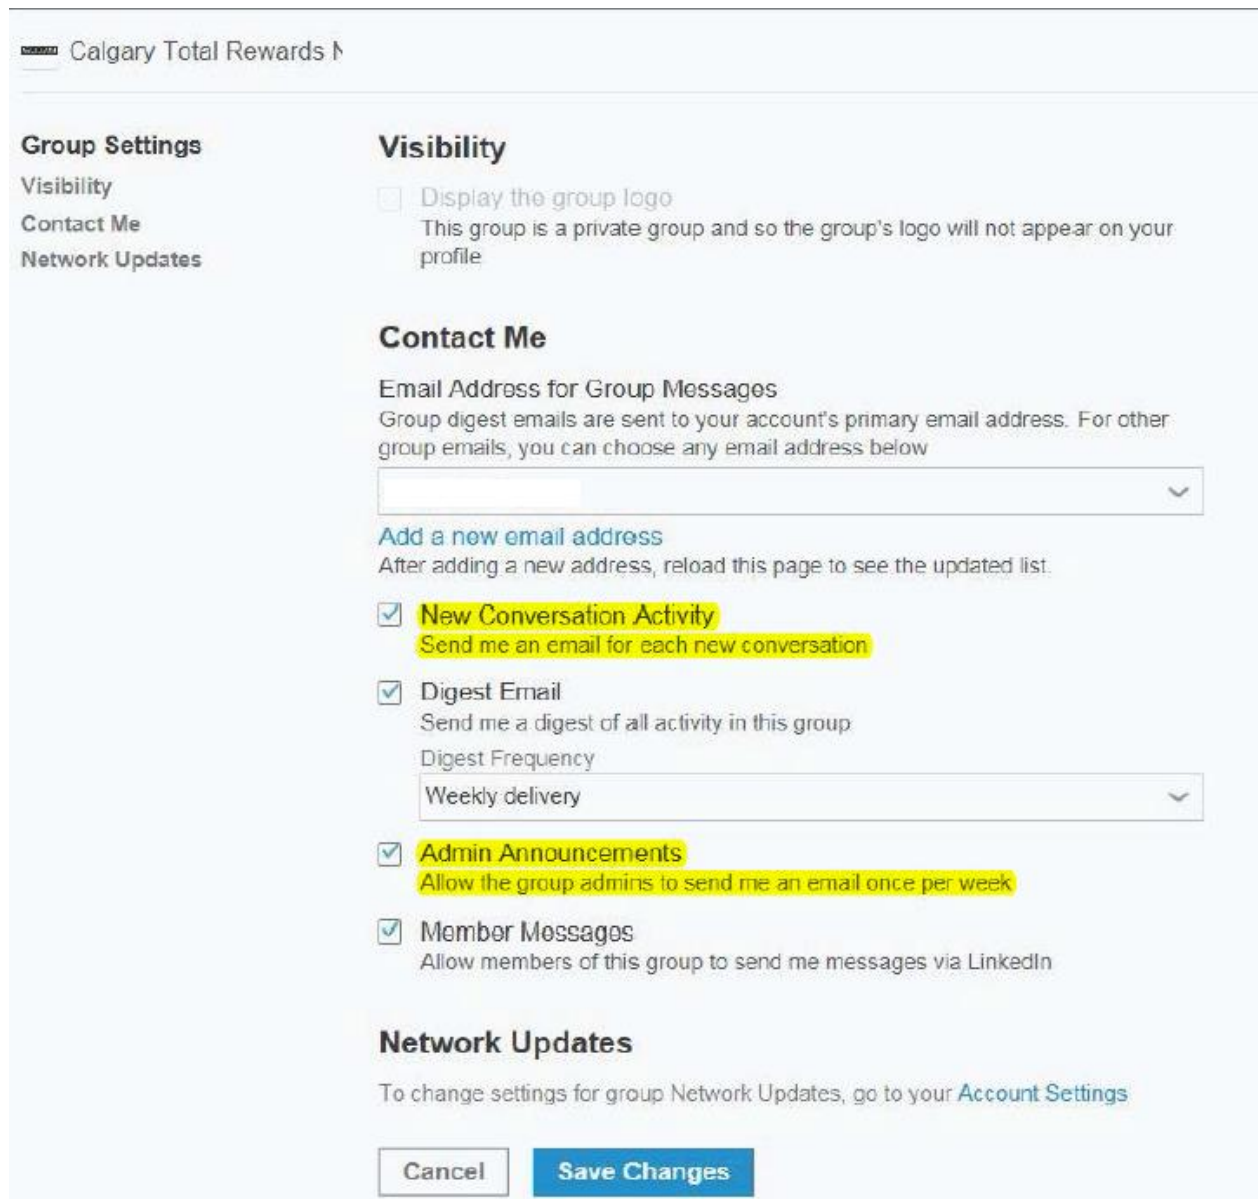 Calgary Total Rewards N
Group Settings
Visibility
Contact Me
Network Updates
Visibility
Display the group logo
This group is a private group and so the group's logo will not appear on your
profile
Contact Me
Email Address for Group Messages
Group digest emails are sent to your account's primary email address. For other
group emails, you can choose any email address below
Add a new email address
After adding a new address, reload this page to see the updated list.
New Conversation Activity
Send me an email for each new conversation
Digest Email
Send me a digest of all activity in this group
Digest Frequency
Weekly delivery
Admin Announcements
Allow the group admins to send me an email once per week
Member Messages
Allow members of this group to send me messages via LinkedIn
Network Updates
To change settings for group Network Updates, go to your Account Settings
Cancel
Save Changes